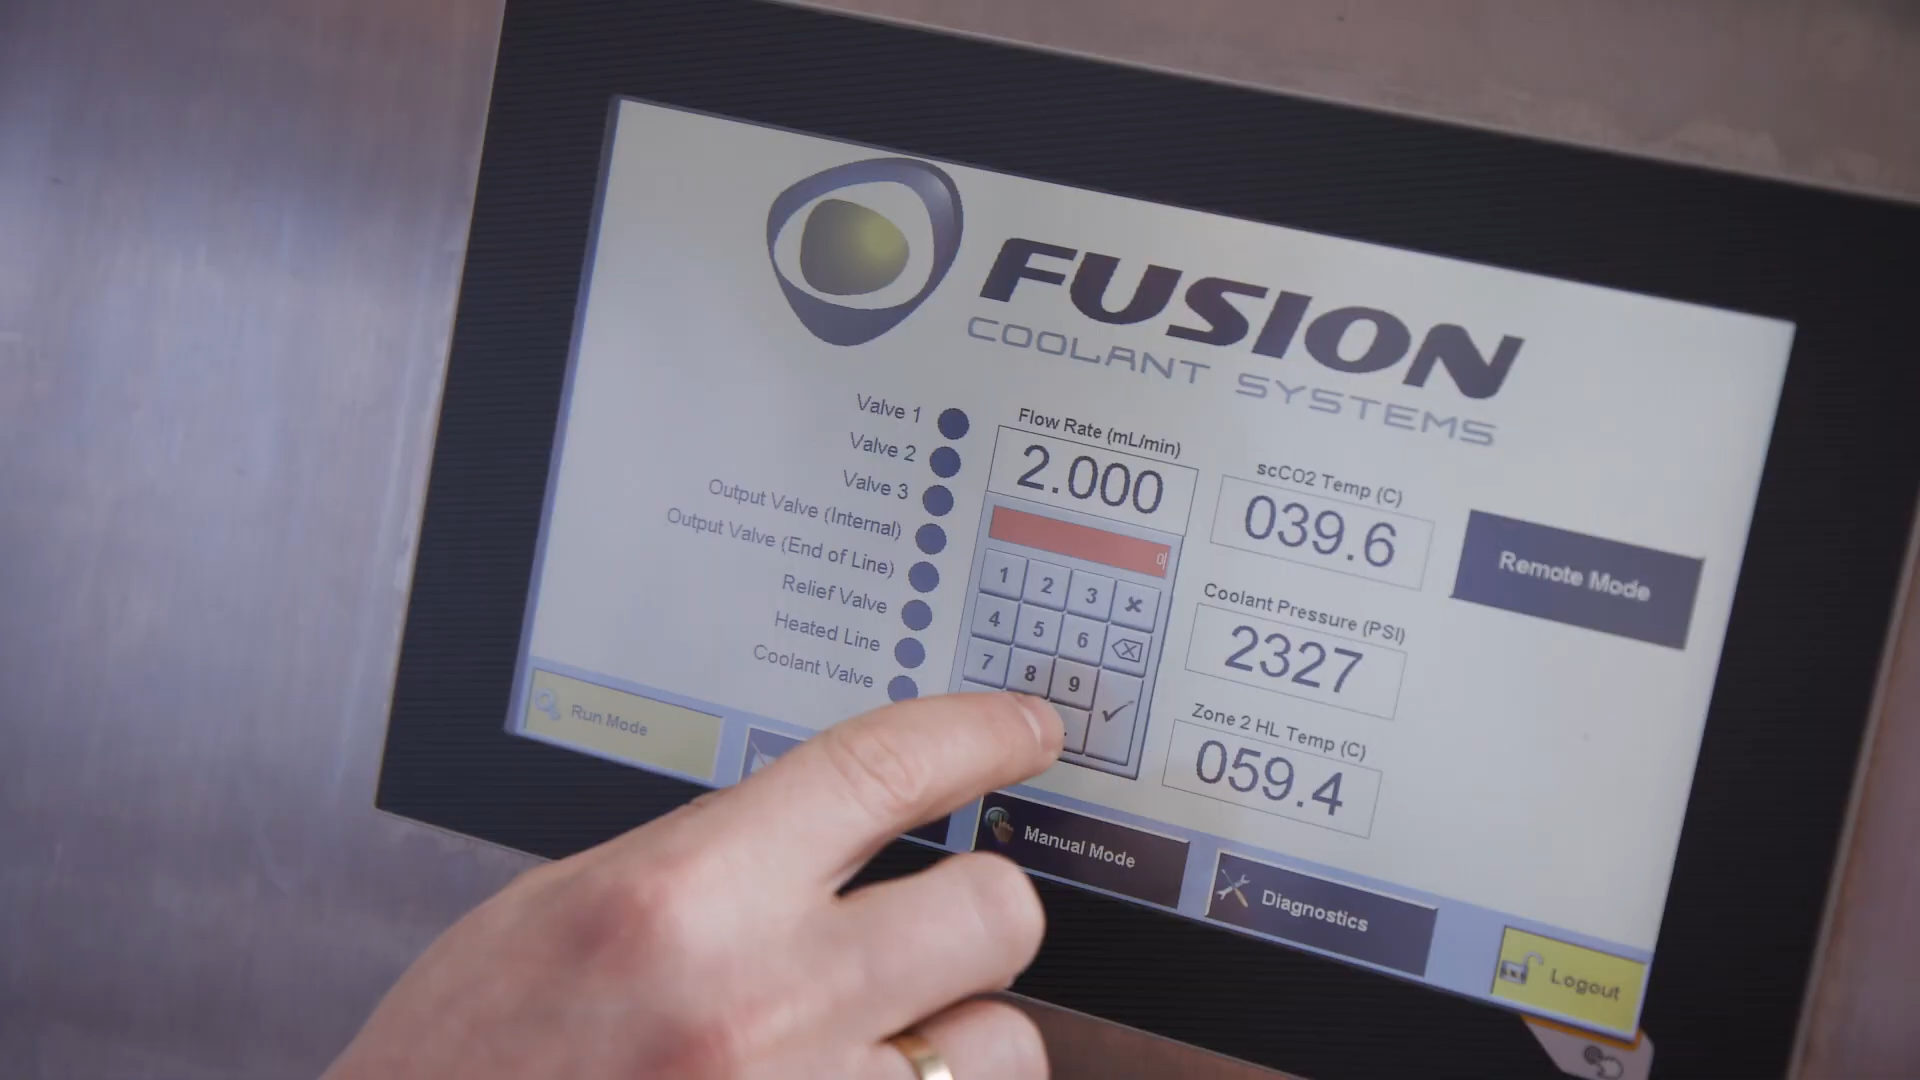 FUSION
COOLANT SYSTEMS
Valve 1
Valve 2
Valve 3
Output Valve (Internal)
Output Valve (End of Line)
Relief Valve
Heated Line
Coolant Valve
Flow Rate (mL/min)
2.000
0
1 2 3
4 5 6
7 8 9
.
scCO2 Temp (C)
039.6
Coolant Pressure (PSI)
2327
Zone 2 HL Temp (C)
059.4
Remote Mode
Run Mode
Manual Mode
Diagnostics
Logout